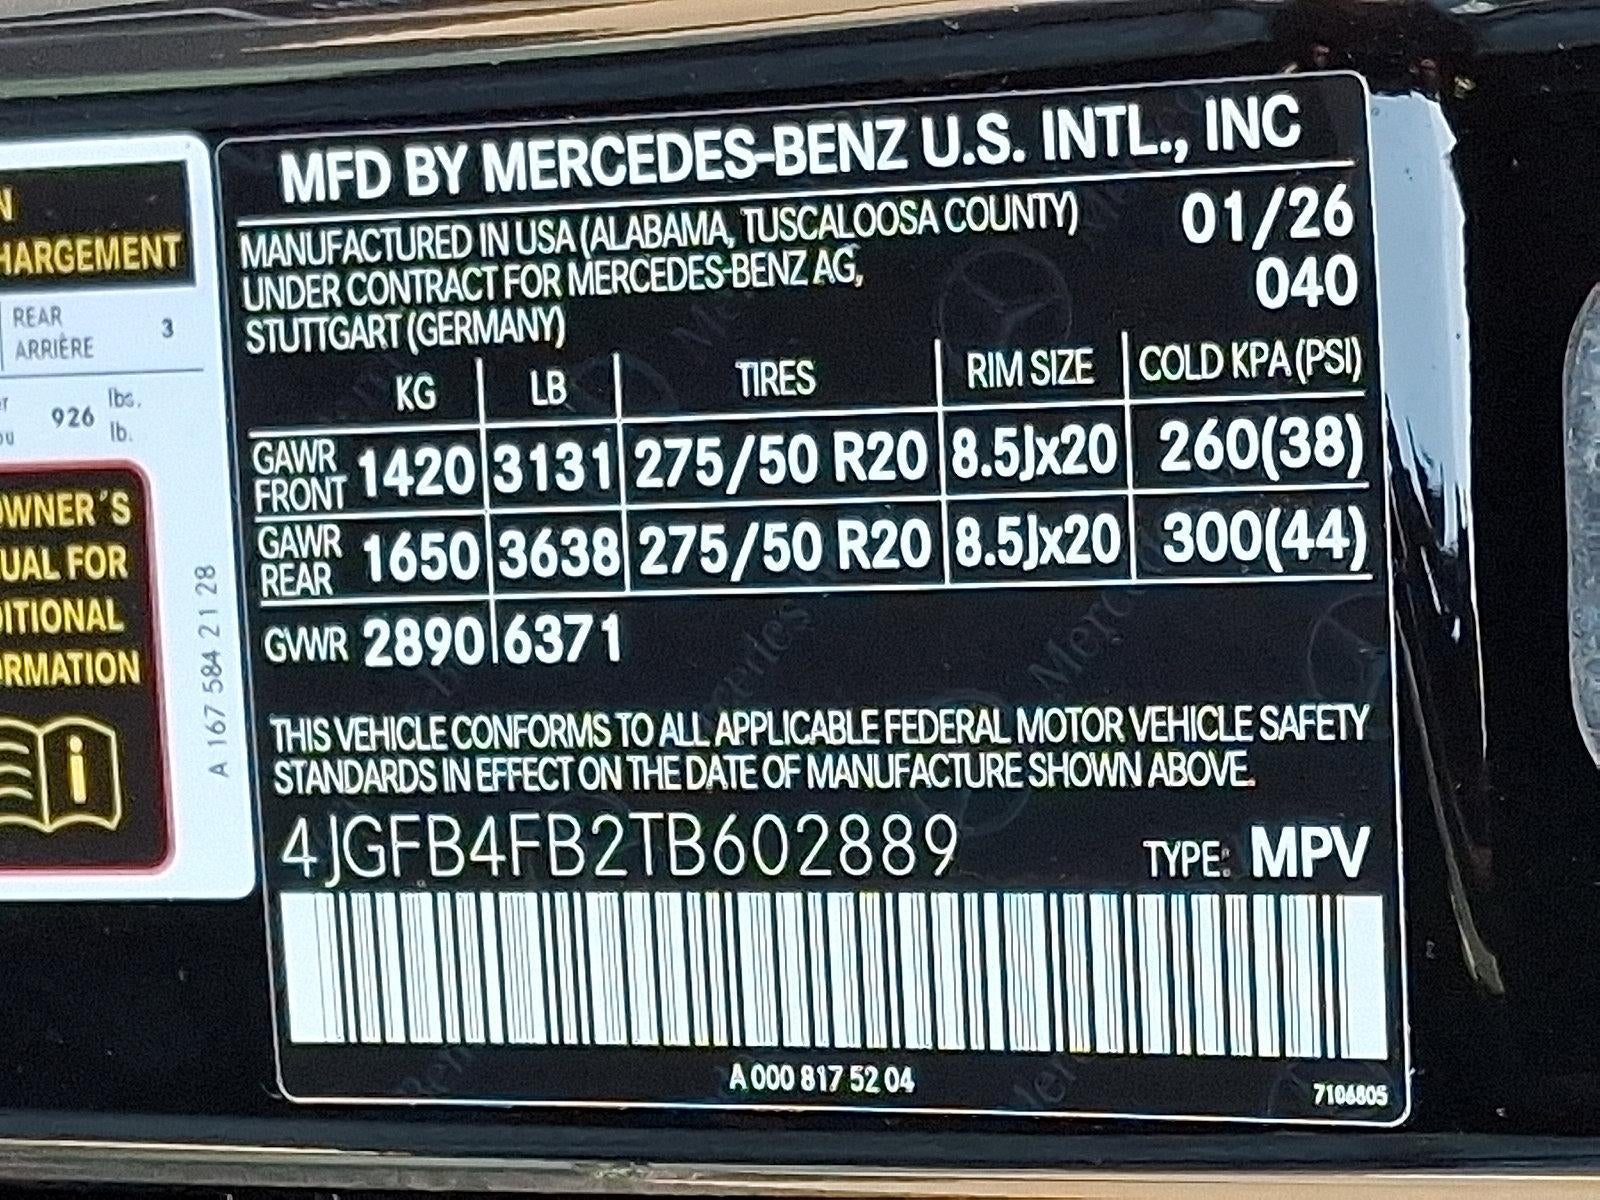 N
HARGEMENT
REAR
ARRIÈRE 3
926 lbs.
lb.
OWNER´S
UAL FOR
ITIONAL
RMATION
A 167 584 21 28
MFD BY MERCEDES-BENZ U.S. INTL., INC
MANUFACTURED IN USA (ALABAMA, TUSCALOOSA COUNTY) 01/26
UNDER CONTRACT FOR MERCEDES-BENZ AG, 040
STUTTGART (GERMANY)
KG LB TIRES RIM SIZE COLD KPA (PSI)
GAWR FRONT 1420 3131 275/50 R20 8.5Jx20 260(38)
GAWR REAR 1650 3638 275/50 R20 8.5Jx20 300(44)
GVWR 2890 6371
THIS VEHICLE CONFORMS TO ALL APPLICABLE FEDERAL MOTOR VEHICLE SAFETY
STANDARDS IN EFFECT ON THE DATE OF MANUFACTURE SHOWN ABOVE.
4JGFB4FB2TB602889 TYPE: MPV
A 000 817 52 04
7106805